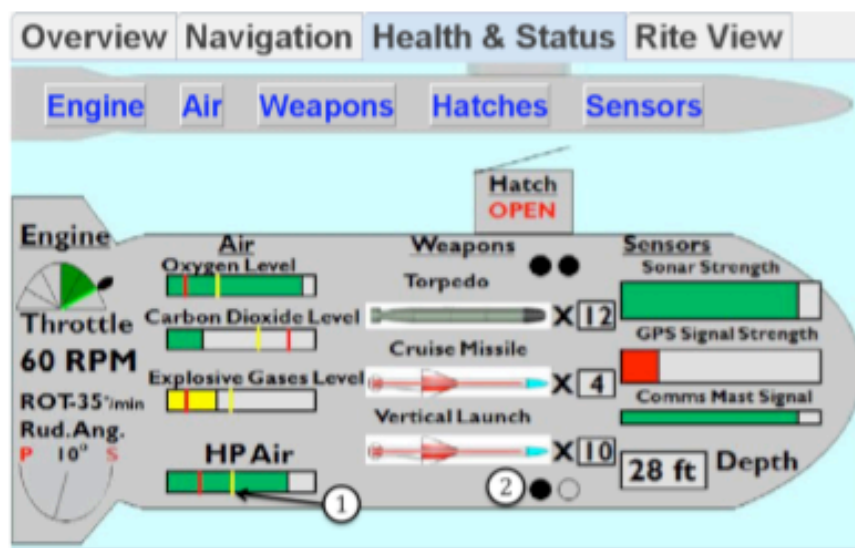 Overview Navigation Health & Status Rite View
Engine Air Weapons Hatches Sensors
Hatch
OPEN
Engine
Throttle
60 RPM
ROT-35°/min
Rud.Ang.
P 10° S
Air
Oxygen Level
Carbon Dioxide Level
Explosive Gases Level
HP Air
1
Weapons
Torpedo
X 12
Cruise Missile
X 4
Vertical Launch
X 10
2
Sensors
Sonar Strength
GPS Signal Strength
Comms Mast Signal
28 ft Depth